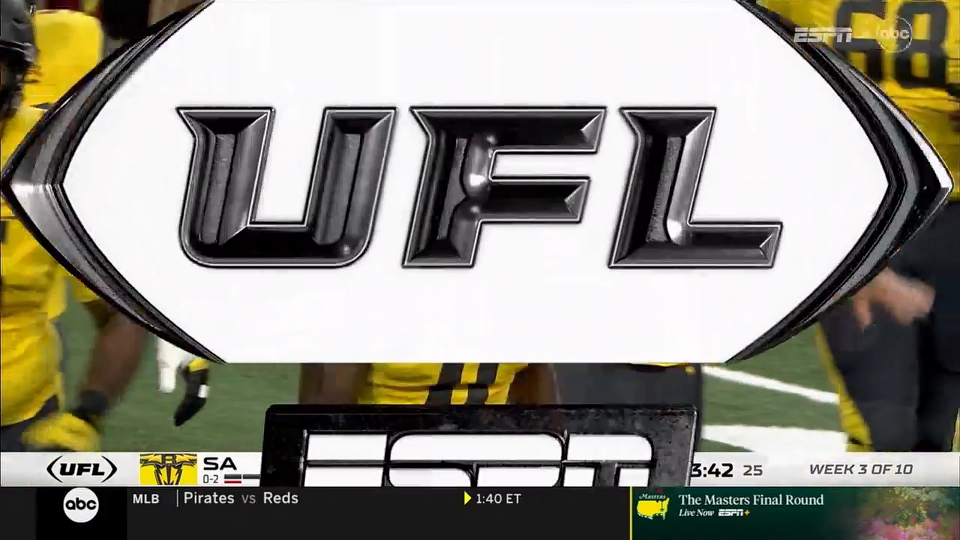 ESPN abc
68
UFL
ESPN
UFL SA 0-2 3:42 25 WEEK 3 OF 10
abc MLB Pirates vs Reds 1:40 ET Masters The Masters Final Round
Live Now ESPN+